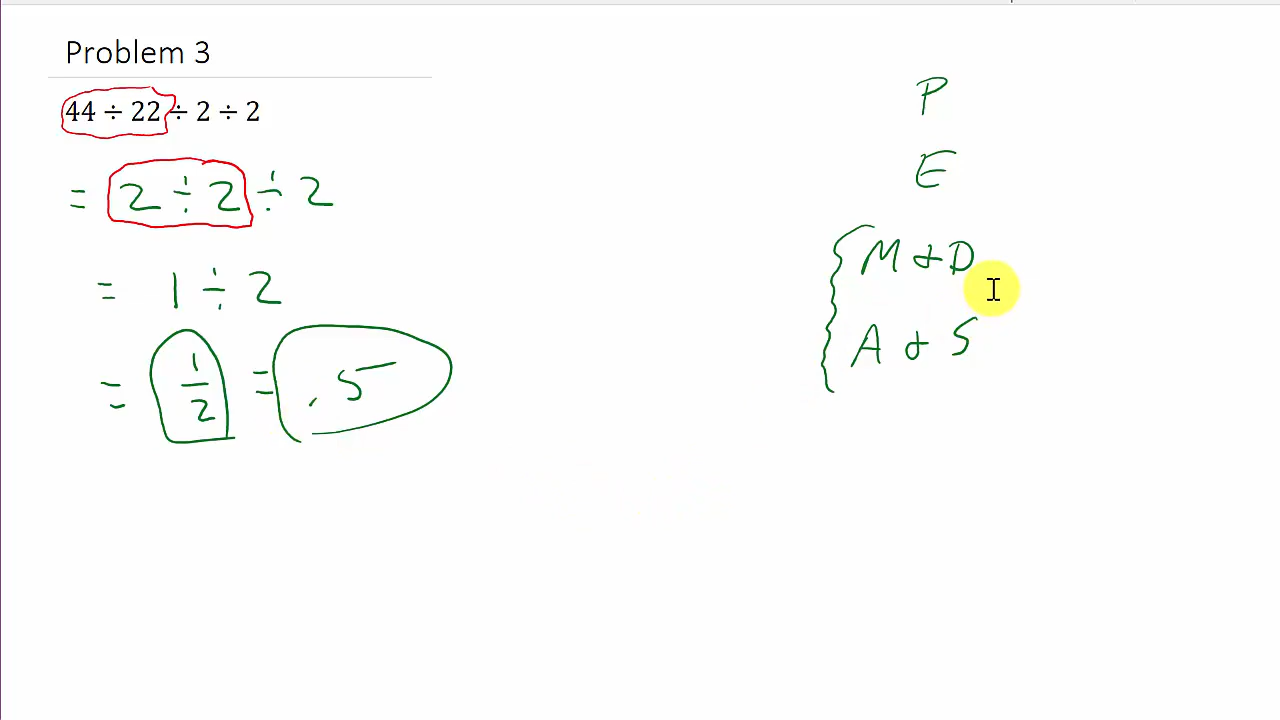 Problem 3
44 ÷ 22 ÷ 2 ÷ 2
= 2 ÷ 2 ÷ 2
= 1 ÷ 2
= 1/2 = .5
P
E
M & D
A & S